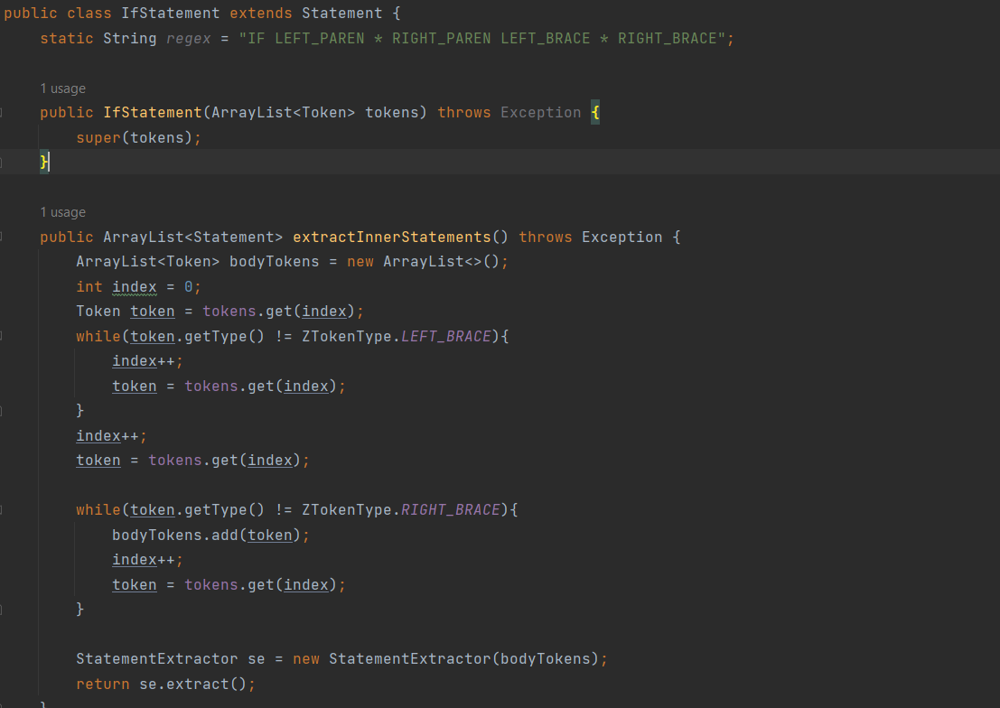 public class IfStatement extends Statement {
    static String regex = "IF LEFT_PAREN * RIGHT_PAREN LEFT_BRACE * RIGHT_BRACE";
    1 usage
    public IfStatement(ArrayList<Token> tokens) throws Exception {
        super(tokens);
    }
    1 usage
    public ArrayList<Statement> extractInnerStatements() throws Exception {
        ArrayList<Token> bodyTokens = new ArrayList<>();
        int index = 0;
        Token token = tokens.get(index);
        while(token.getType() != ZTokenType.LEFT_BRACE){
            index++;
            token = tokens.get(index);
        }
        index++;
        token = tokens.get(index);
        while(token.getType() != ZTokenType.RIGHT_BRACE){
            bodyTokens.add(token);
            index++;
            token = tokens.get(index);
        }
        StatementExtractor se = new StatementExtractor(bodyTokens);
        return se.extract();
    }